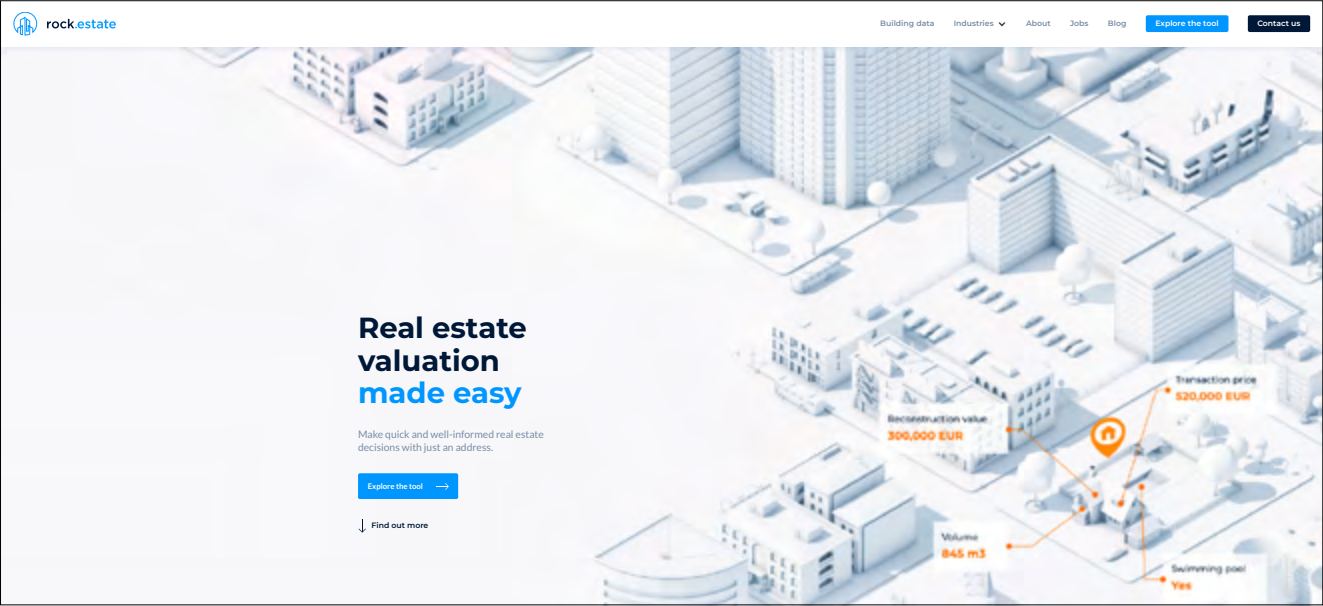 rock.estate
Building data
Industries
About
Jobs
Blog
Explore the tool
Contact us
Real estate
valuation
made easy
Make quick and well-informed real estate
decisions with just an address.
Explore the tool
Find out more
Transaction price
520,000 EUR
Reconstruction value
300,000 EUR
Volume
845 m3
Swimming pool
Yes